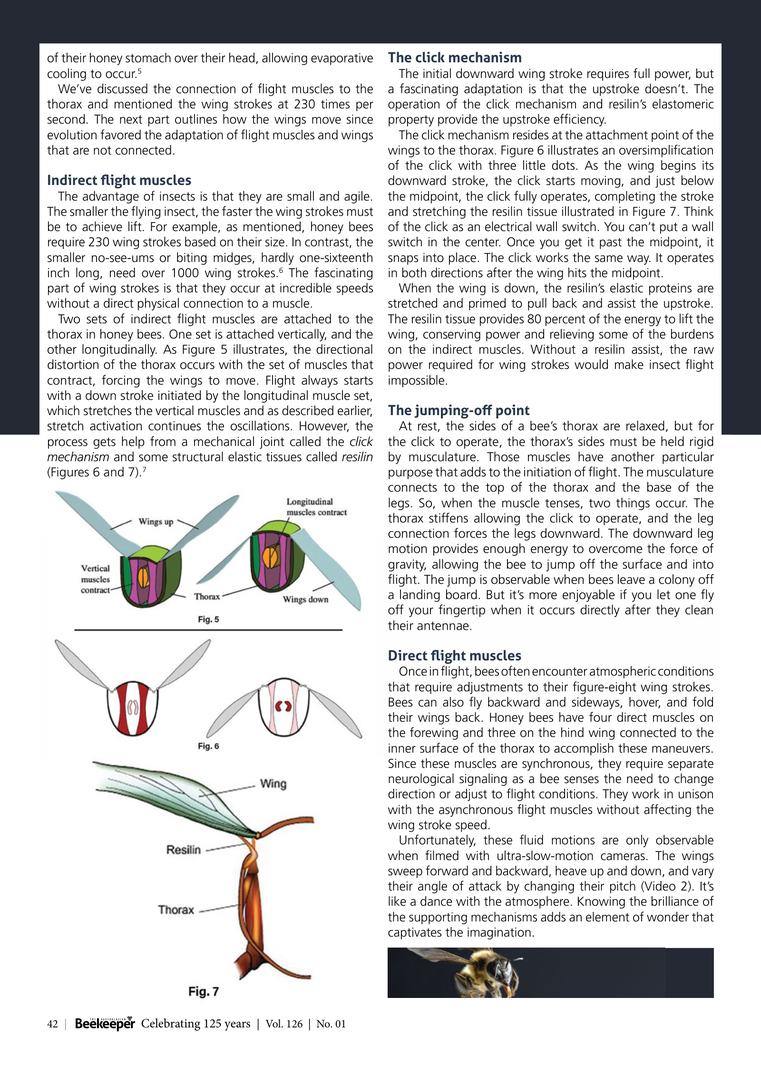 of their honey stomach over their head, allowing evaporative
cooling to occur.5
We've discussed the connection of flight muscles to the
thorax and mentioned the wing strokes at 230 times per
second. The next part outlines how the wings move since
evolution favored the adaptation of flight muscles and wings
that are not connected.
Indirect flight muscles
The advantage of insects is that they are small and agile.
The smaller the flying insect, the faster the wing strokes must
be to achieve lift. For example, as mentioned, honey bees
require 230 wing strokes based on their size. In contrast, the
smaller no-see-ums or biting midges, hardly one-sixteenth
inch long, need over 1000 wing strokes.6 The fascinating
part of wing strokes is that they occur at incredible speeds
without a direct physical connection to a muscle.
Two sets of indirect flight muscles are attached to the
thorax in honey bees. One set is attached vertically, and the
other longitudinally. As Figure 5 illustrates, the directional
distortion of the thorax occurs with the set of muscles that
contract, forcing the wings to move. Flight always starts
with a down stroke initiated by the longitudinal muscle set,
which stretches the vertical muscles and as described earlier,
stretch activation continues the oscillations. However, the
process gets help from a mechanical joint called the click
mechanism and some structural elastic tissues called resilin
(Figures 6 and 7).7
Wings up
Longitudinal
muscles contract
Vertical
muscles
contract
Thorax
Wings down
Fig. 5
Fig. 6
Wing
Resilin
Thorax
Fig. 7
The click mechanism
The initial downward wing stroke requires full power, but
a fascinating adaptation is that the upstroke doesn't. The
operation of the click mechanism and resilin's elastomeric
property provide the upstroke efficiency.
The click mechanism resides at the attachment point of the
wings to the thorax. Figure 6 illustrates an oversimplification
of the click with three little dots. As the wing begins its
downward stroke, the click starts moving, and just below
the midpoint, the click fully operates, completing the stroke
and stretching the resilin tissue illustrated in Figure 7. Think
of the click as an electrical wall switch. You can't put a wall
switch in the center. Once you get it past the midpoint, it
snaps into place. The click works the same way. It operates
in both directions after the wing hits the midpoint.
When the wing is down, the resilin's elastic proteins are
stretched and primed to pull back and assist the upstroke.
The resilin tissue provides 80 percent of the energy to lift the
wing, conserving power and relieving some of the burdens
on the indirect muscles. Without a resilin assist, the raw
power required for wing strokes would make insect flight
impossible.
The jumping-off point
At rest, the sides of a bee's thorax are relaxed, but for
the click to operate, the thorax's sides must be held rigid
by musculature. Those muscles have another particular
purpose that adds to the initiation of flight. The musculature
connects to the top of the thorax and the base of the
legs. So, when the muscle tenses, two things occur. The
thorax stiffens allowing the click to operate, and the leg
connection forces the legs downward. The downward leg
motion provides enough energy to overcome the force of
gravity, allowing the bee to jump off the surface and into
flight. The jump is observable when bees leave a colony off
a landing board. But it's more enjoyable if you let one fly
off your fingertip when it occurs directly after they clean
their antennae.
Direct flight muscles
Once in flight, bees often encounter atmospheric conditions
that require adjustments to their figure-eight wing strokes.
Bees can also fly backward and sideways, hover, and fold
their wings back. Honey bees have four direct muscles on
the forewing and three on the hind wing connected to the
inner surface of the thorax to accomplish these maneuvers.
Since these muscles are synchronous, they require separate
neurological signaling as a bee senses the need to change
direction or adjust to flight conditions. They work in unison
with the asynchronous flight muscles without affecting the
wing stroke speed.
Unfortunately, these fluid motions are only observable
when filmed with ultra-slow-motion cameras. The wings
sweep forward and backward, heave up and down, and vary
their angle of attack by changing their pitch (Video 2). It's
like a dance with the atmosphere. Knowing the brilliance of
the supporting mechanisms adds an element of wonder that
captivates the imagination.
42 | Beekeeper Celebrating 125 years | Vol. 126 | No. 01